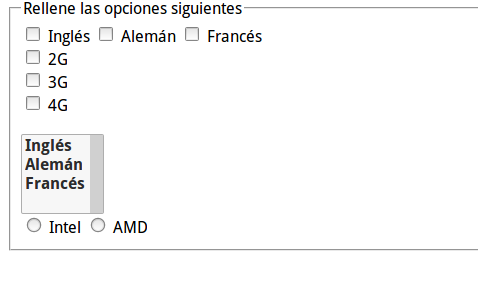 Rellene las opciones siguientes
Inglés Alemán Francés
2G
3G
4G
Inglés
Alemán
Francés
Intel AMD